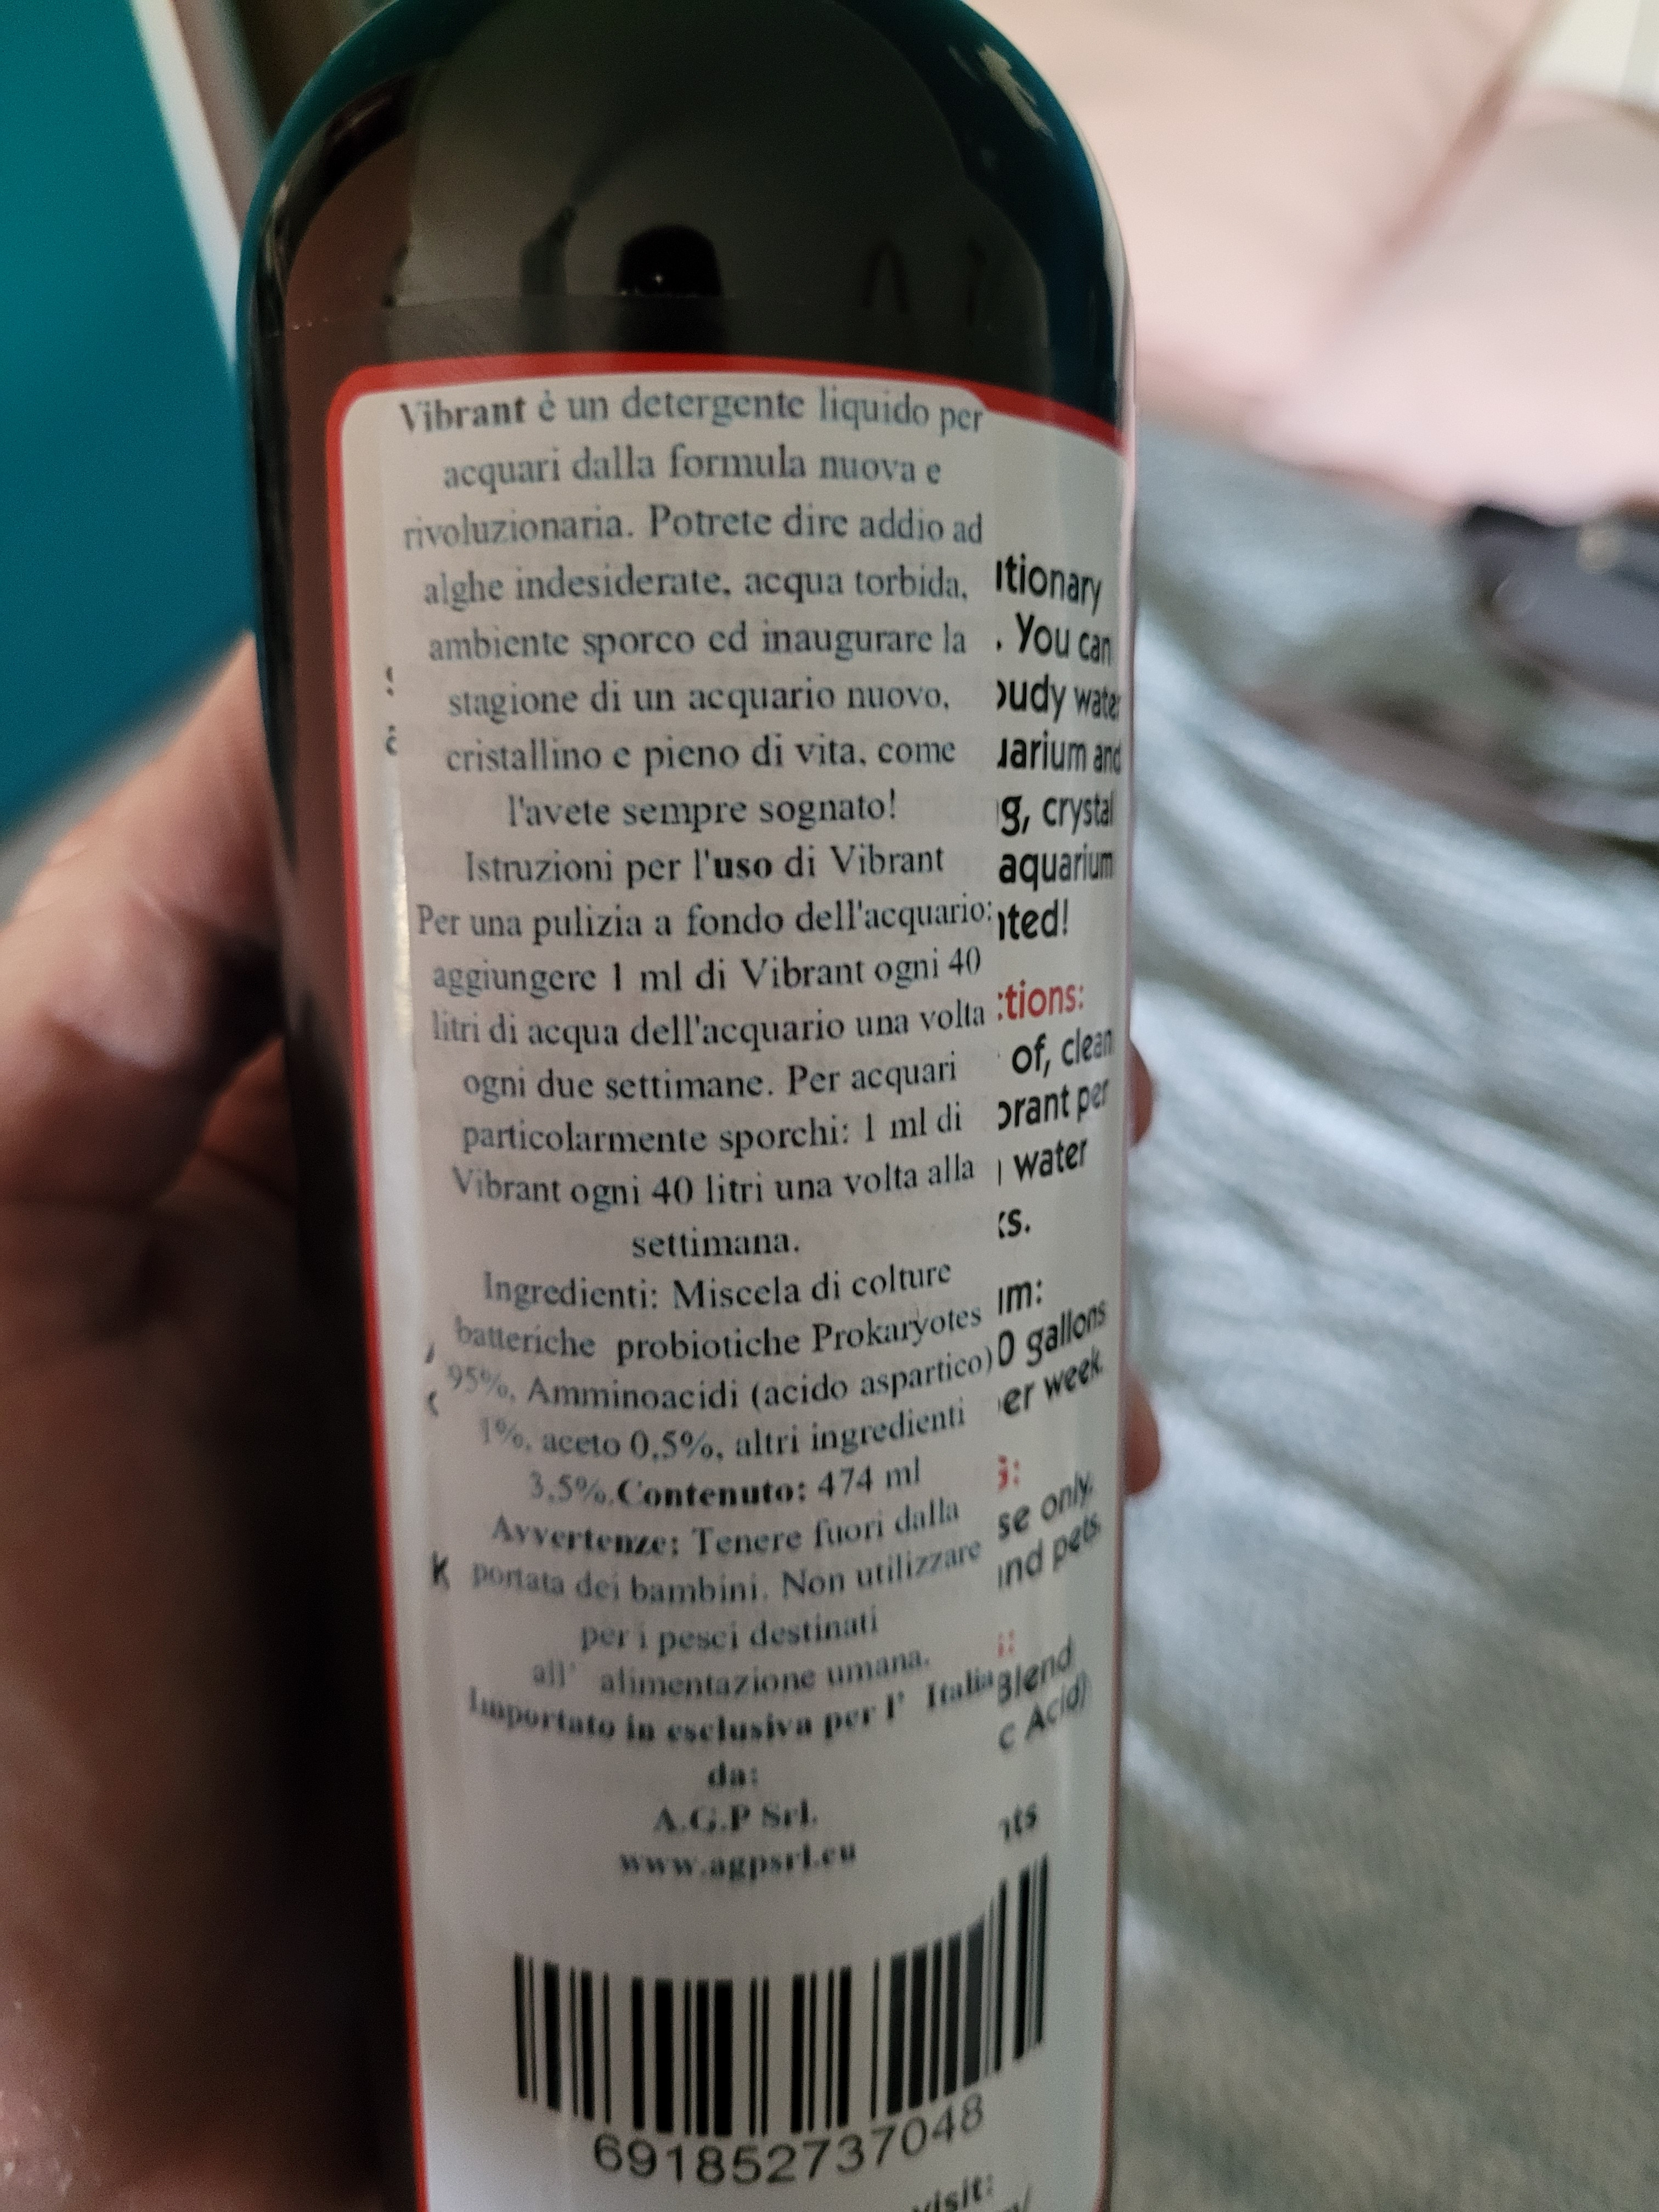 Vibrant è un detergente liquido per
acquari dalla formula nuova e
rivoluzionaria. Potrete dire addio ad
alghe indesiderate, acqua torbida,
ambiente sporco ed inaugurare la
stagione di un acquario nuovo,
cristallino e pieno di vita, come
l'avete sempre sognato!
Istruzioni per l'uso di Vibrant
Per una pulizia a fondo dell'acquario:
aggiungere 1 ml di Vibrant ogni 40
litri di acqua dell'acquario una volta
ogni due settimane. Per acquari
particolarmente sporchi: 1 ml di
Vibrant ogni 40 litri una volta alla
settimana.
Ingredienti: Miscela di colture
batteriche probiotiche Prokaryotes
95%, Amminoacidi (acido aspartico)
1%, aceto 0,5%, altri ingredienti
3,5%.Contenuto: 474 ml
Avvertenze: Tenere fuori dalla
portata dei bambini. Non utilizzare
per i pesci destinati
all' alimentazione umana.
Importato in esclusiva per l' Italia
da:
A.G.P Srl.
www.agpsrl.eu
itionary
. You can
oudy water
uarium and
g, crystal
aquarium
nted!
ctions:
of, clean
brant per
water
ks.
um:
0 gallons
er week.
s:
se only.
and pets.
Blend
c Acid)
nts
691852737048
visit: